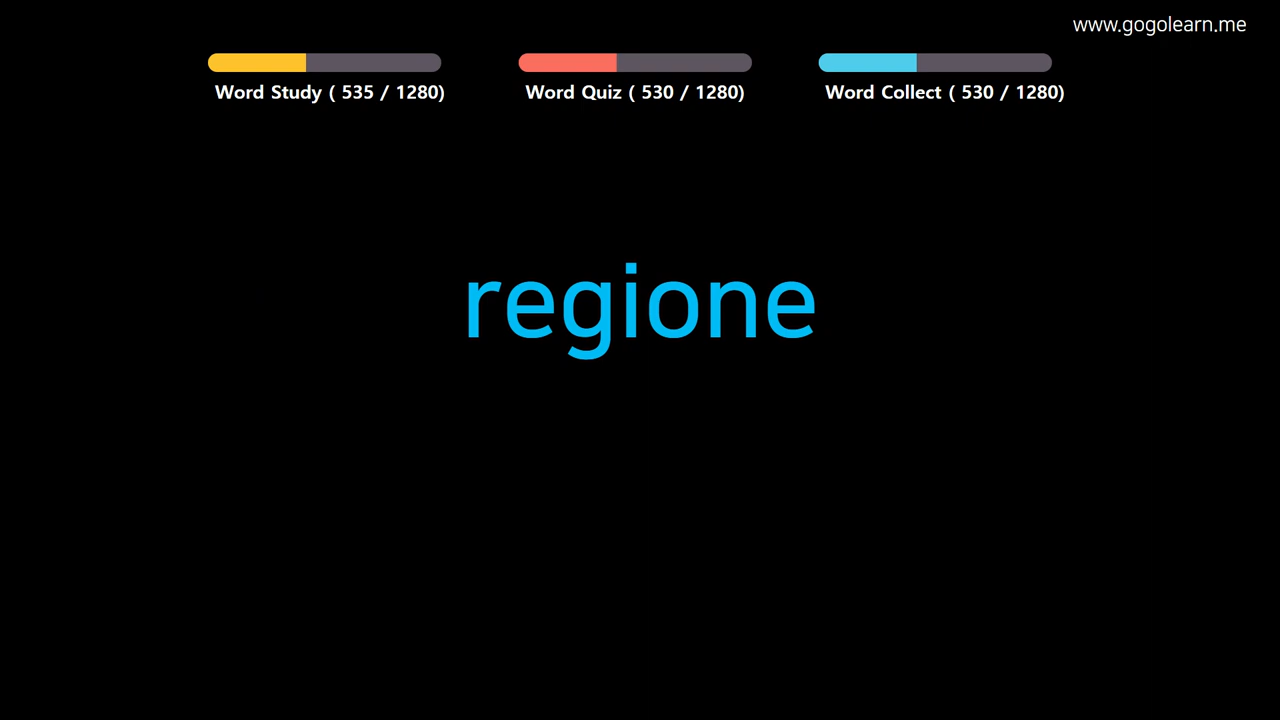 www.gogolearn.me
Word Study ( 535 / 1280)
Word Quiz ( 530 / 1280)
Word Collect ( 530 / 1280)
regione